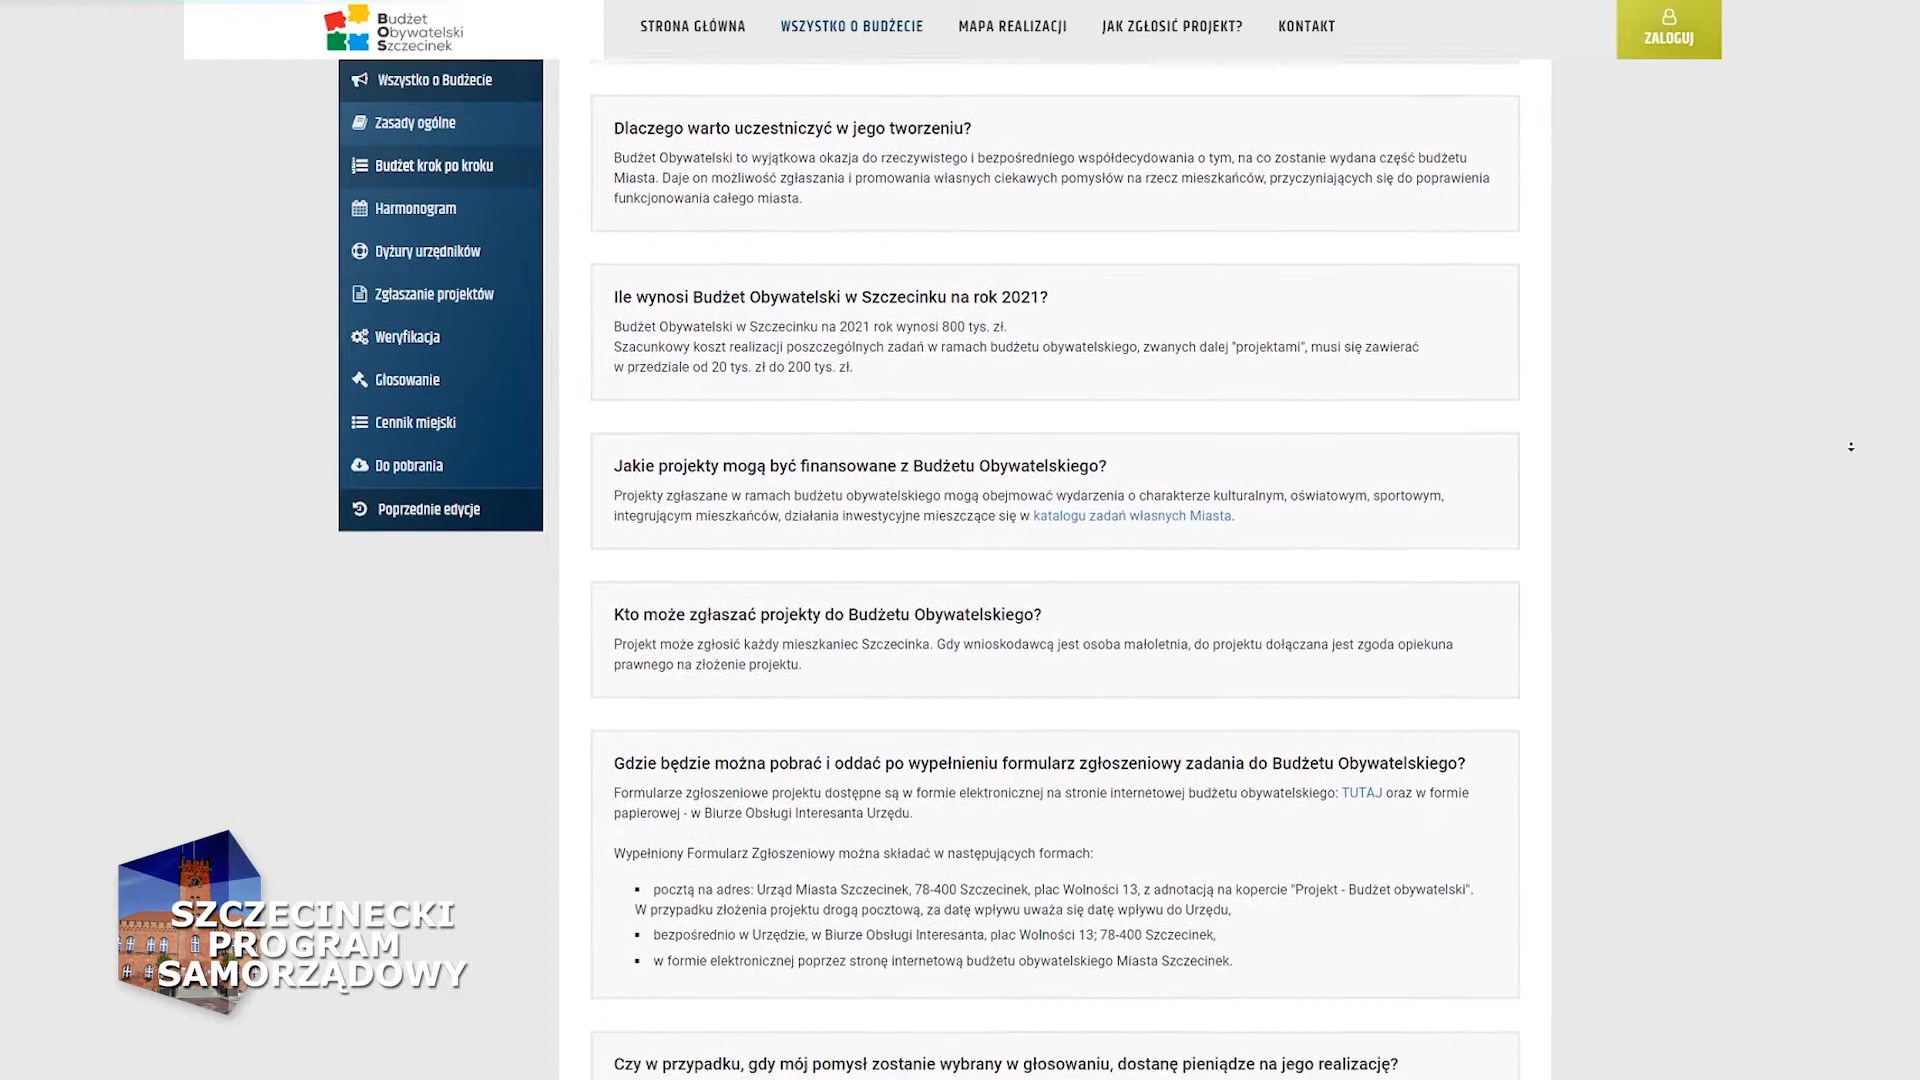 Budżet
Obywatelski
Szczecinek
STRONA GŁÓWNA
WSZYSTKO O BUDŻECIE
MAPA REALIZACJI
JAK ZGŁOSIĆ PROJEKT?
KONTAKT
ZALOGUJ
Wszystko o Budżecie
Zasady ogólne
Budżet krok po kroku
Harmonogram
Dyżury urzędników
Zgłaszanie projektów
Weryfikacja
Głosowanie
Cennik miejski
Do pobrania
Poprzednie edycje
Dlaczego warto uczestniczyć w jego tworzeniu?
Budżet Obywatelski to wyjątkowa okazja do rzeczywistego i bezpośredniego współdecydowania o tym, na co zostanie wydana część budżetu
Miasta. Daje on możliwość zgłaszania i promowania własnych ciekawych pomysłów na rzecz mieszkańców, przyczyniających się do poprawienia
funkcjonowania całego miasta.
Ile wynosi Budżet Obywatelski w Szczecinku na rok 2021?
Budżet Obywatelski w Szczecinku na 2021 rok wynosi 800 tys. zł.
Szacunkowy koszt realizacji poszczególnych zadań w ramach budżetu obywatelskiego, zwanych dalej "projektami", musi się zawierać
w przedziale od 20 tys. zł do 200 tys. zł.
Jakie projekty mogą być finansowane z Budżetu Obywatelskiego?
Projekty zgłaszane w ramach budżetu obywatelskiego mogą obejmować wydarzenia o charakterze kulturalnym, oświatowym, sportowym,
integrującym mieszkańców, działania inwestycyjne mieszczące się w katalogu zadań własnych Miasta.
Kto może zgłaszać projekty do Budżetu Obywatelskiego?
Projekt może zgłosić każdy mieszkaniec Szczecinka. Gdy wnioskodawcą jest osoba małoletnia, do projektu dołączana jest zgoda opiekuna
prawnego na złożenie projektu.
Gdzie będzie można pobrać i oddać po wypełnieniu formularz zgłoszeniowy zadania do Budżetu Obywatelskiego?
Formularze zgłoszeniowe projektu dostępne są w formie elektronicznej na stronie internetowej budżetu obywatelskiego: TUTAJ oraz w formie
papierowej - w Biurze Obsługi Interesanta Urzędu.
Wypełniony Formularz Zgłoszeniowy można składać w następujących formach:
▪ pocztą na adres: Urząd Miasta Szczecinek, 78-400 Szczecinek, plac Wolności 13, z adnotacją na kopercie "Projekt - Budżet obywatelski".
W przypadku złożenia projektu drogą pocztową, za datę wpływu uważa się datę wpływu do Urzędu,
▪ bezpośrednio w Urzędzie, w Biurze Obsługi Interesanta, plac Wolności 13; 78-400 Szczecinek,
▪ w formie elektronicznej poprzez stronę internetową budżetu obywatelskiego Miasta Szczecinek.
Czy w przypadku, gdy mój pomysł zostanie wybrany w głosowaniu, dostanę pieniądze na jego realizację?
SZCZECINECKI
PROGRAM
SAMORZĄDOWY